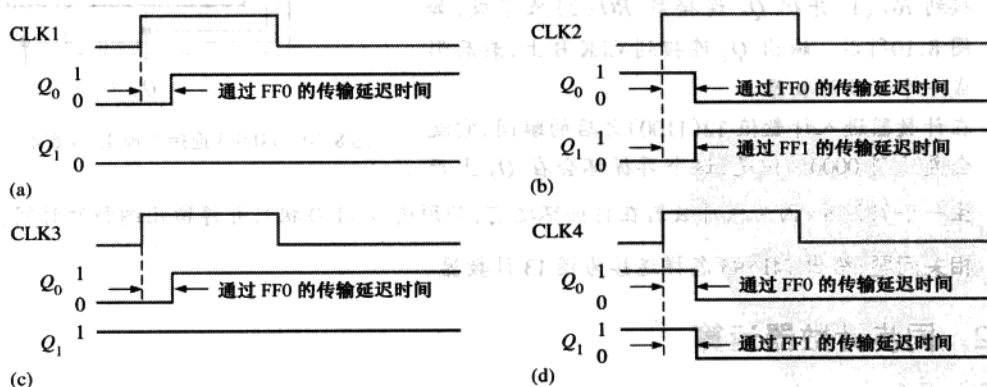 CLK1
Q₀ 1
0
通过 FF0 的传输延迟时间
Q₁ 0
(a)
CLK2
Q₀ 1
0
通过 FF0 的传输延迟时间
Q₁ 1
0
通过 FF1 的传输延迟时间
(b)
CLK3
Q₀ 1
0
通过 FF0 的传输延迟时间
Q₁ 1
(c)
CLK4
Q₀ 1
0
通过 FF0 的传输延迟时间
Q₁ 1
0
通过 FF1 的传输延迟时间
(d)